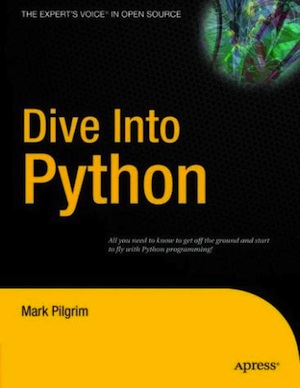 THE EXPERT'S VOICE® IN OPEN SOURCE
Dive Into
Python
All you need to know to get off the ground and start
to fly with Python programming!
Mark Pilgrim
Apress®